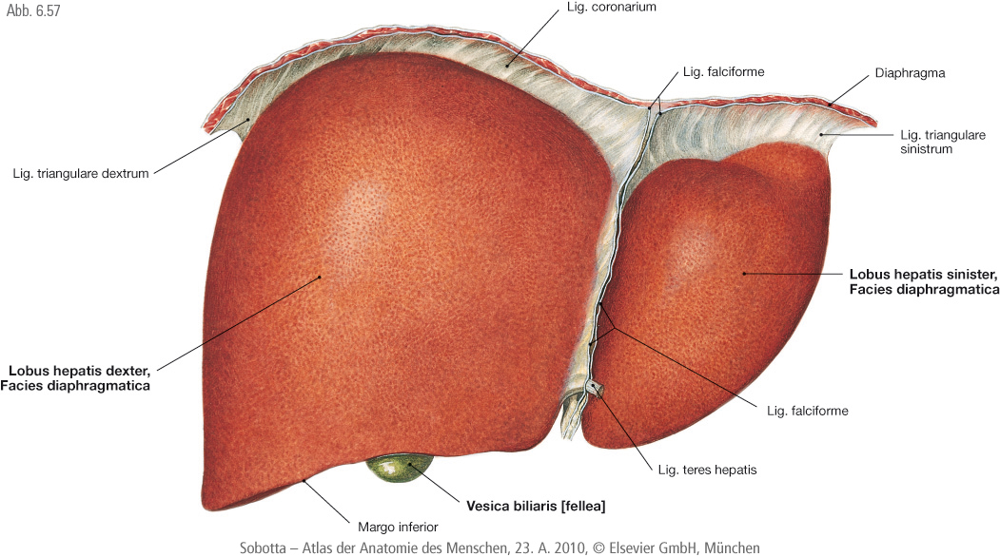 Abb. 6.57
Lig. coronarium
Lig. falciforme
Diaphragma
Lig. triangulare
sinistrum
Lig. triangulare dextrum
Lobus hepatis sinister,
Facies diaphragmatica
Lobus hepatis dexter,
Facies diaphragmatica
Lig. falciforme
Lig. teres hepatis
Vesica biliaris [fellea]
Margo inferior
Sobotta – Atlas der Anatomie des Menschen, 23. A. 2010, © Elsevier GmbH, München